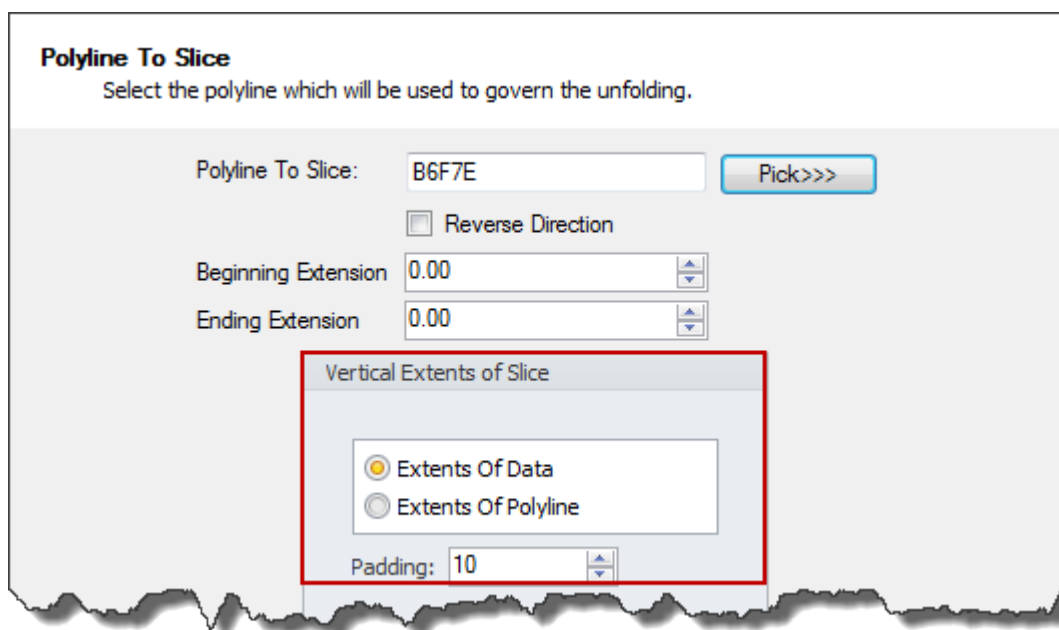 Polyline To Slice
Select the polyline which will be used to govern the unfolding.
Polyline To Slice: B6F7E Pick>>>
Reverse Direction
Beginning Extension 0.00
Ending Extension 0.00
Vertical Extents of Slice
Extents Of Data
Extents Of Polyline
Padding: 10